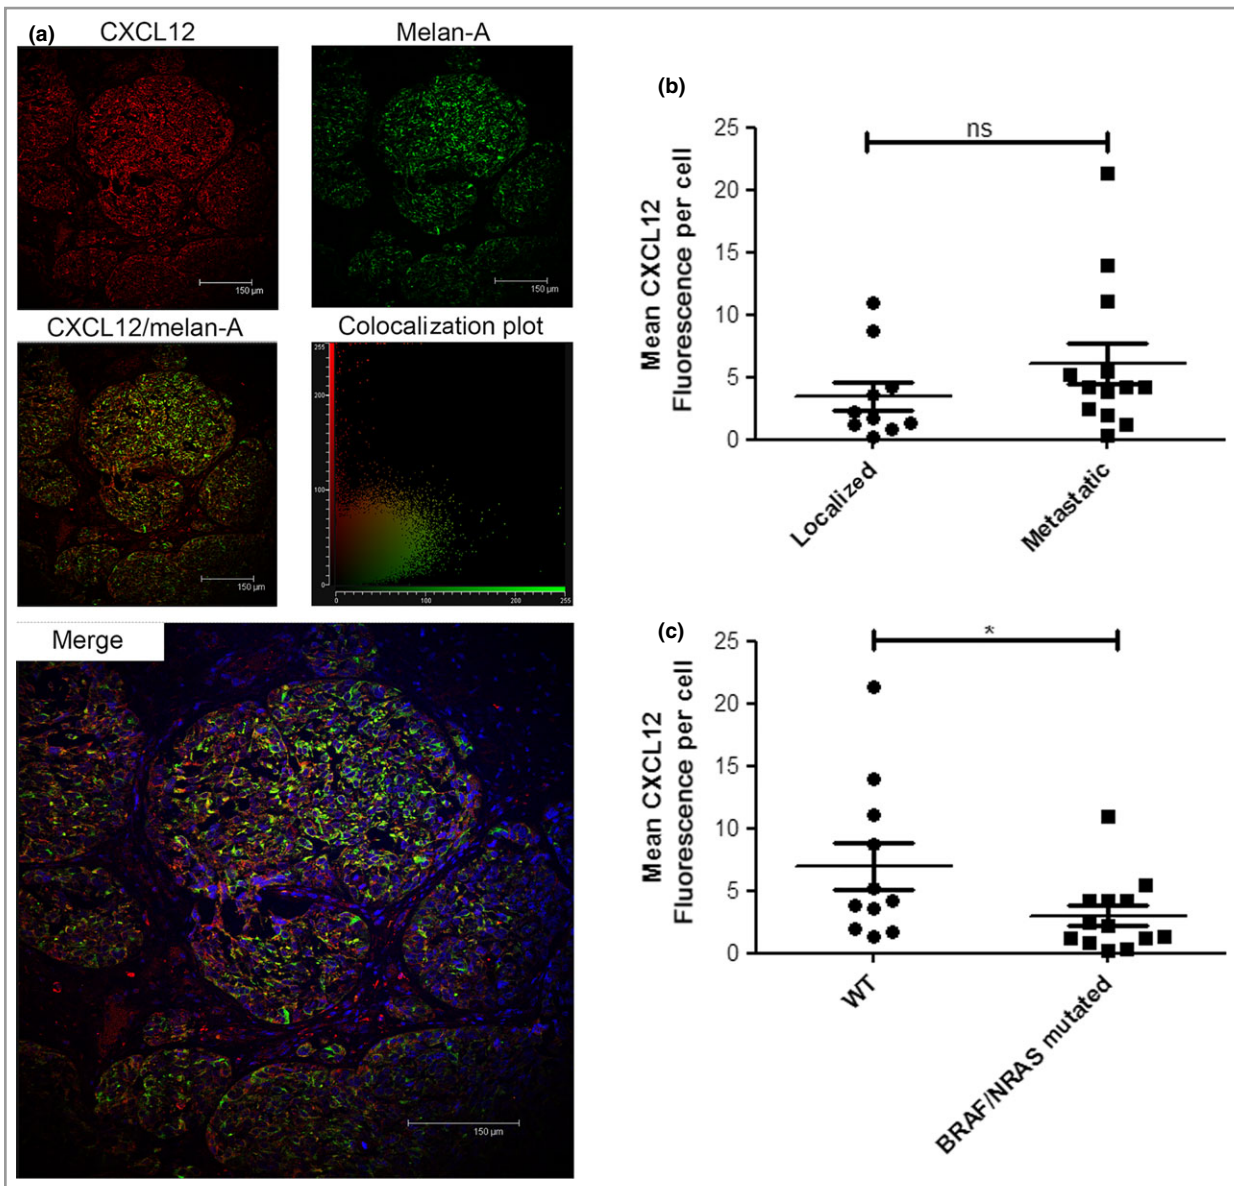 (a)
CXCL12
Melan-A
150 µm
150 µm
CXCL12/melan-A
Colocalization plot
150 µm
255
200
100
0
0
100
200
255
Merge
150 µm
(b)
ns
25
20
15
10
5
0
Mean CXCL12
Fluorescence per cell
Localized
Metastatic
(c)
*
25
20
15
10
5
0
Mean CXCL12
Fluorescence per cell
WT
BRAF/NRAS mutated